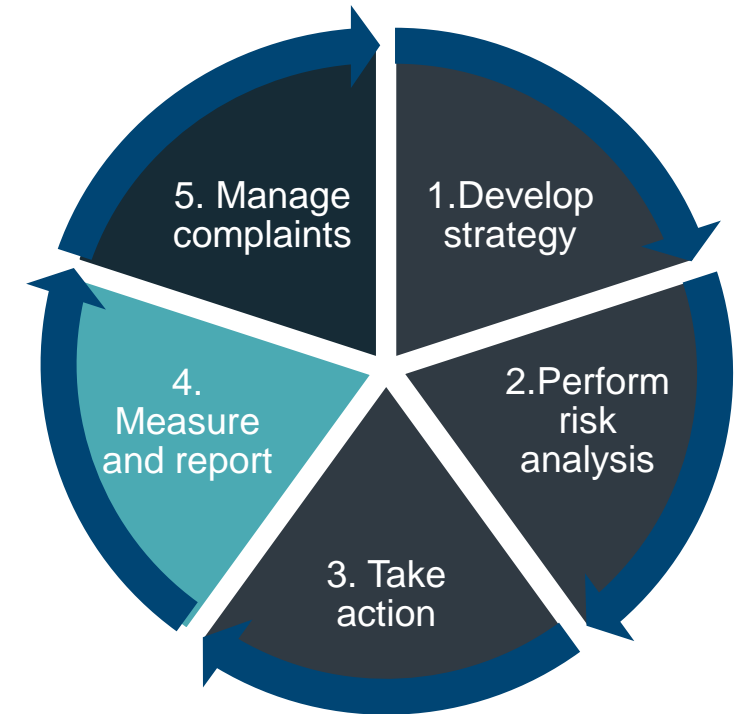 1.Develop
strategy
2.Perform
risk
analysis
3. Take
action
4.
Measure
and report
5. Manage
complaints